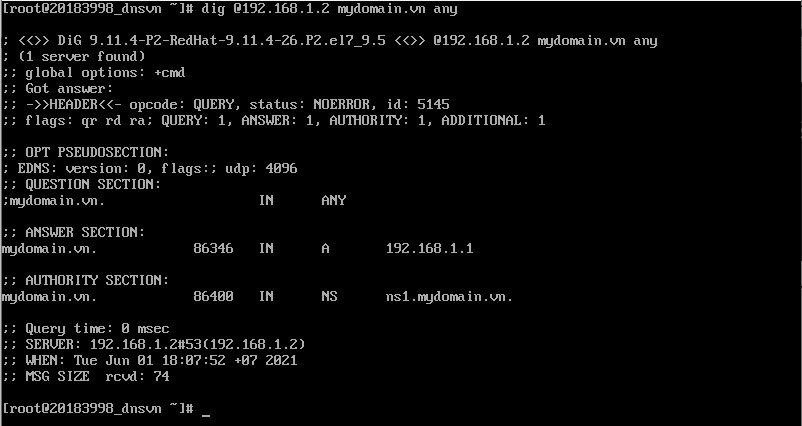 [root@20183998_dnsvn ~]# dig @192.168.1.2 mydomain.vn any
; <<>> DiG 9.11.4-P2-RedHat-9.11.4-26.P2.el7_9.5 <<>> @192.168.1.2 mydomain.vn any
; (1 server found)
;; global options: +cmd
;; Got answer:
;; ->>HEADER<<- opcode: QUERY, status: NOERROR, id: 5145
;; flags: qr rd ra; QUERY: 1, ANSWER: 1, AUTHORITY: 1, ADDITIONAL: 1
;; OPT PSEUDOSECTION:
; EDNS: version: 0, flags:; udp: 4096
;; QUESTION SECTION:
;mydomain.vn. IN ANY
;; ANSWER SECTION:
mydomain.vn. 86346 IN A 192.168.1.1
;; AUTHORITY SECTION:
mydomain.vn. 86400 IN NS ns1.mydomain.vn.
;; Query time: 0 msec
;; SERVER: 192.168.1.2#53(192.168.1.2)
;; WHEN: Tue Jun 01 18:07:52 +07 2021
;; MSG SIZE rcvd: 74
[root@20183998_dnsvn ~]# _